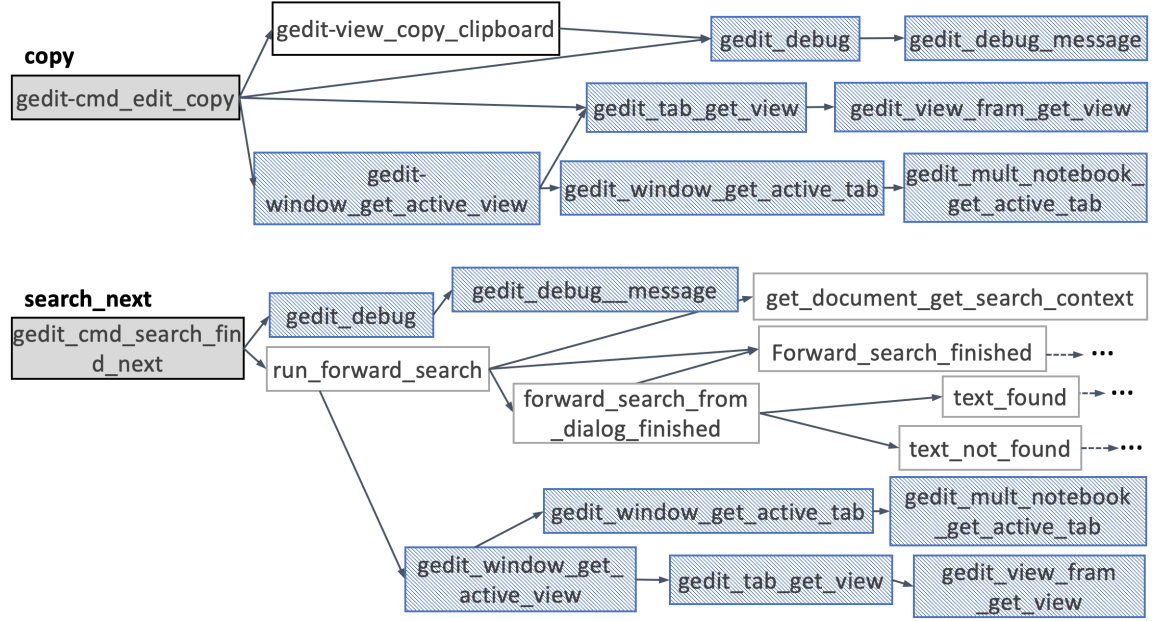 copy
gedit-cmd_edit_copy
gedit-view_copy_clipboard
gedit_debug
gedit_debug_message
gedit_tab_get_view
gedit_view_fram_get_view
gedit-
window_get_active_view
gedit_window_get_active_tab
gedit_mult_notebook_
get_active_tab
search_next
gedit_cmd_search_fin
d_next
gedit_debug
gedit_debug__message
get_document_get_search_context
run_forward_search
Forward_search_finished
...
forward_search_from
_dialog_finished
text_found
...
text_not_found
...
gedit_window_get_active_tab
gedit_mult_notebook
_get_active_tab
gedit_window_get_
active_view
gedit_tab_get_view
gedit_view_fram
_get_view